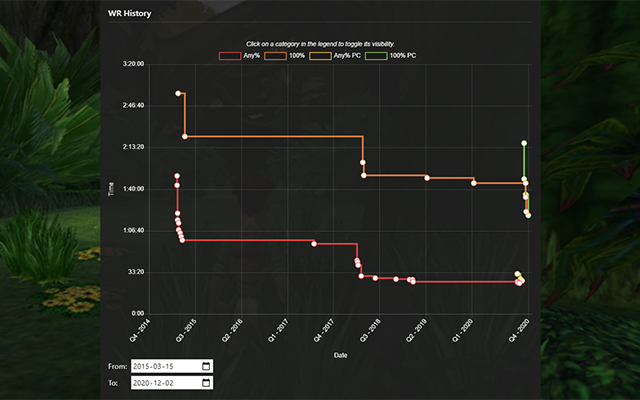 WR History
Click on a category in the legend to toggle its visibility.
Any% 100% Any% PC 100% PC
3:20:00
2:46:40
2:13:20
1:40:00
1:06:40
33:20
0:00
Time
Q4 - 2014 Q3 - 2015 Q2 - 2016 Q1 - 2017 Q4 - 2017 Q3 - 2018 Q2 - 2019 Q1 - 2020 Q4 - 2020
Date
From: 2015-03-15
To: 2020-12-02